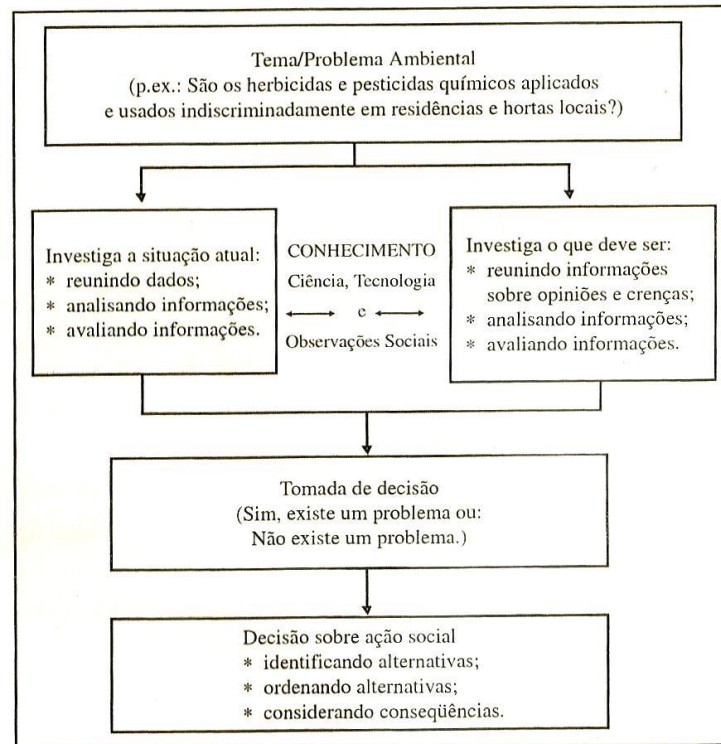 Tema/Problema Ambiental
(p.ex.: São os herbicidas e pesticidas químicos aplicados
e usados indiscriminadamente em residências e hortas locais?)
Investiga a situação atual:
* reunindo dados;
* analisando informações;
* avaliando informações.
CONHECIMENTO
Ciência, Tecnologia
e
Observações Sociais
Investiga o que deve ser:
* reunindo informações
sobre opiniões e crenças;
* analisando informações;
* avaliando informações.
Tomada de decisão
(Sim, existe um problema ou:
Não existe um problema.)
Decisão sobre ação social
* identificando alternativas;
* ordenando alternativas;
* considerando conseqüências.